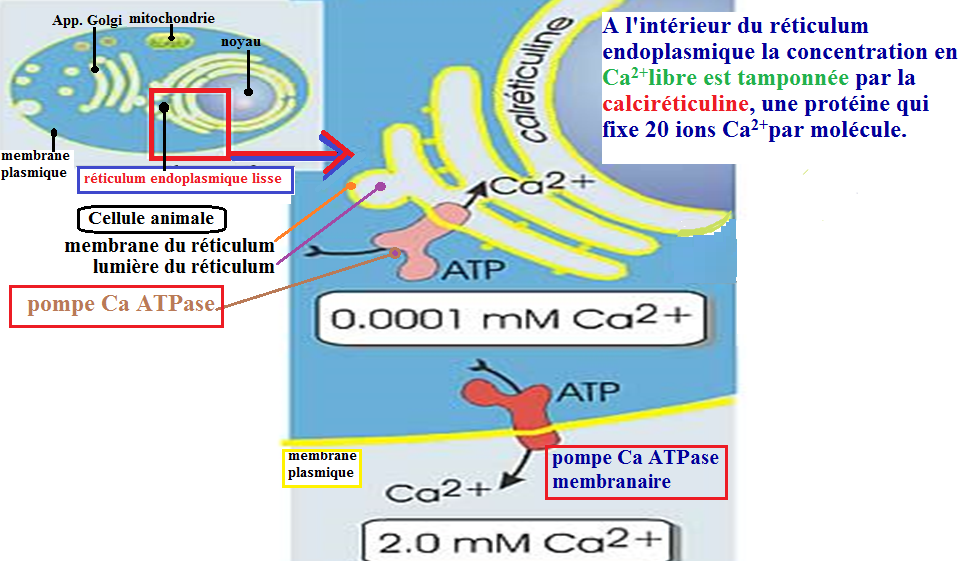 App. Golgi
mitochondrie
noyau
membrane
plasmique
réticulum endoplasmique lisse
Cellule animale
membrane du réticulum
lumière du réticulum
pompe Ca ATPase
calréticuline
A l'intérieur du réticulum
endoplasmique la concentration en
Ca2+libre est tamponnée par la
calciréticuline, une protéine qui
fixe 20 ions Ca2+par molécule.
Ca2+
ATP
0.0001 mM Ca2+
ATP
membrane
plasmique
pompe Ca ATPase
membranaire
Ca2+
2.0 mM Ca2+